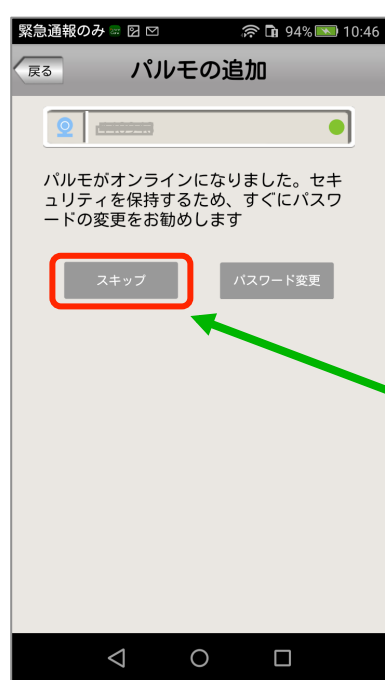 緊急通報のみ 94% 10:46
戻る パルモの追加
パルモがオンラインになりました。セキ
ュリティを保持するため、すぐにパスワ
ードの変更をお勧めします
スキップ パスワード変更